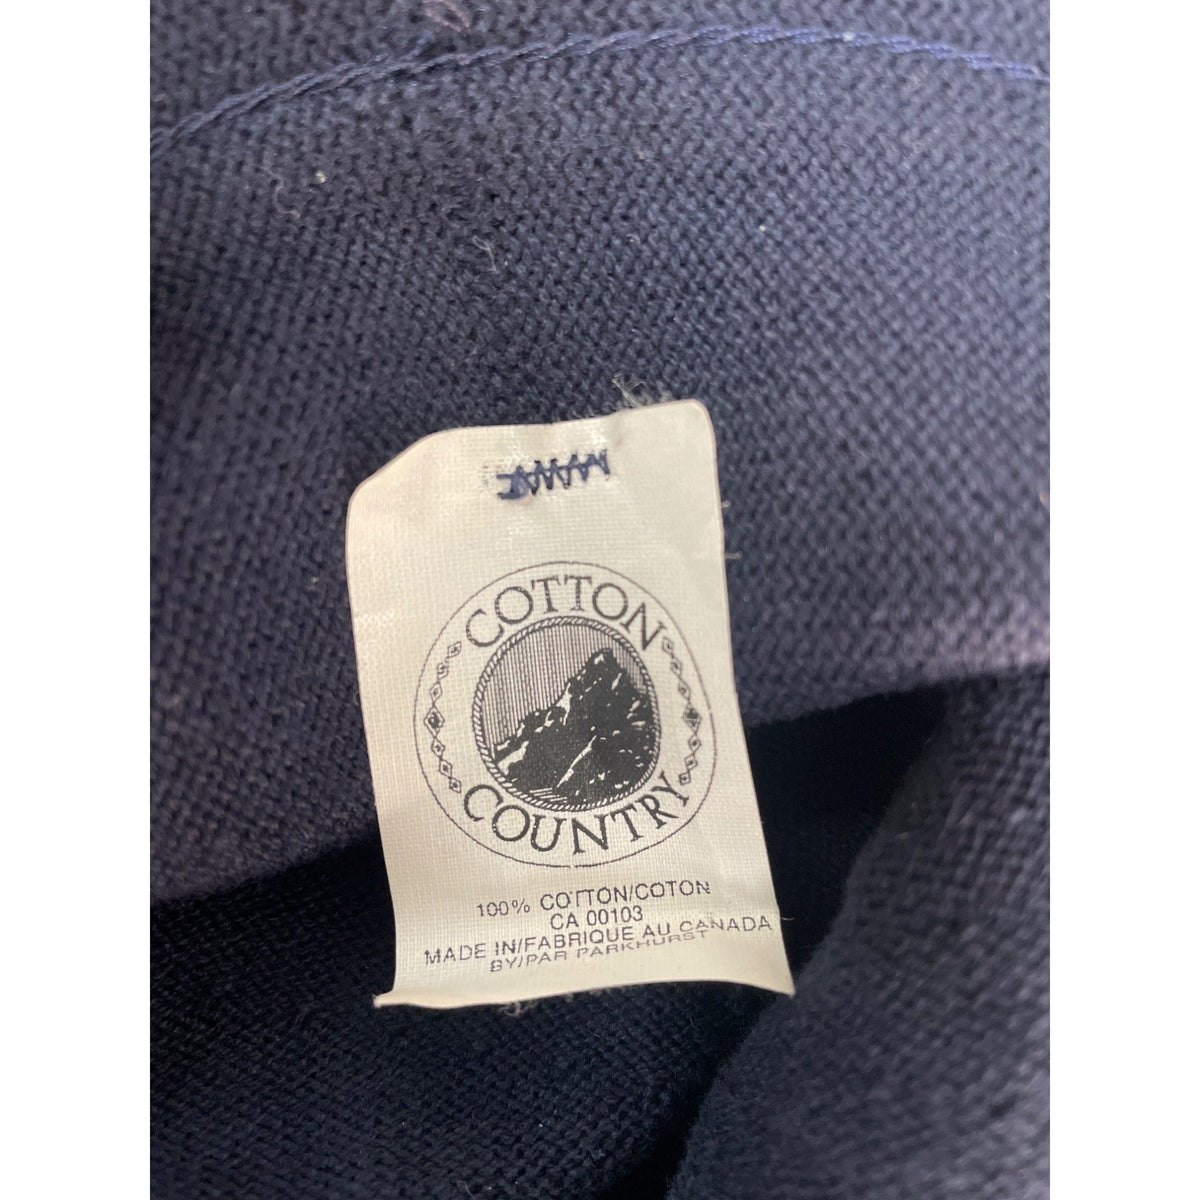 COTTON
COUNTRY
100% COTTON/COTON
CA 00103
MADE IN/FABRIQUE AU CANADA
BY/PAR PARKHURST